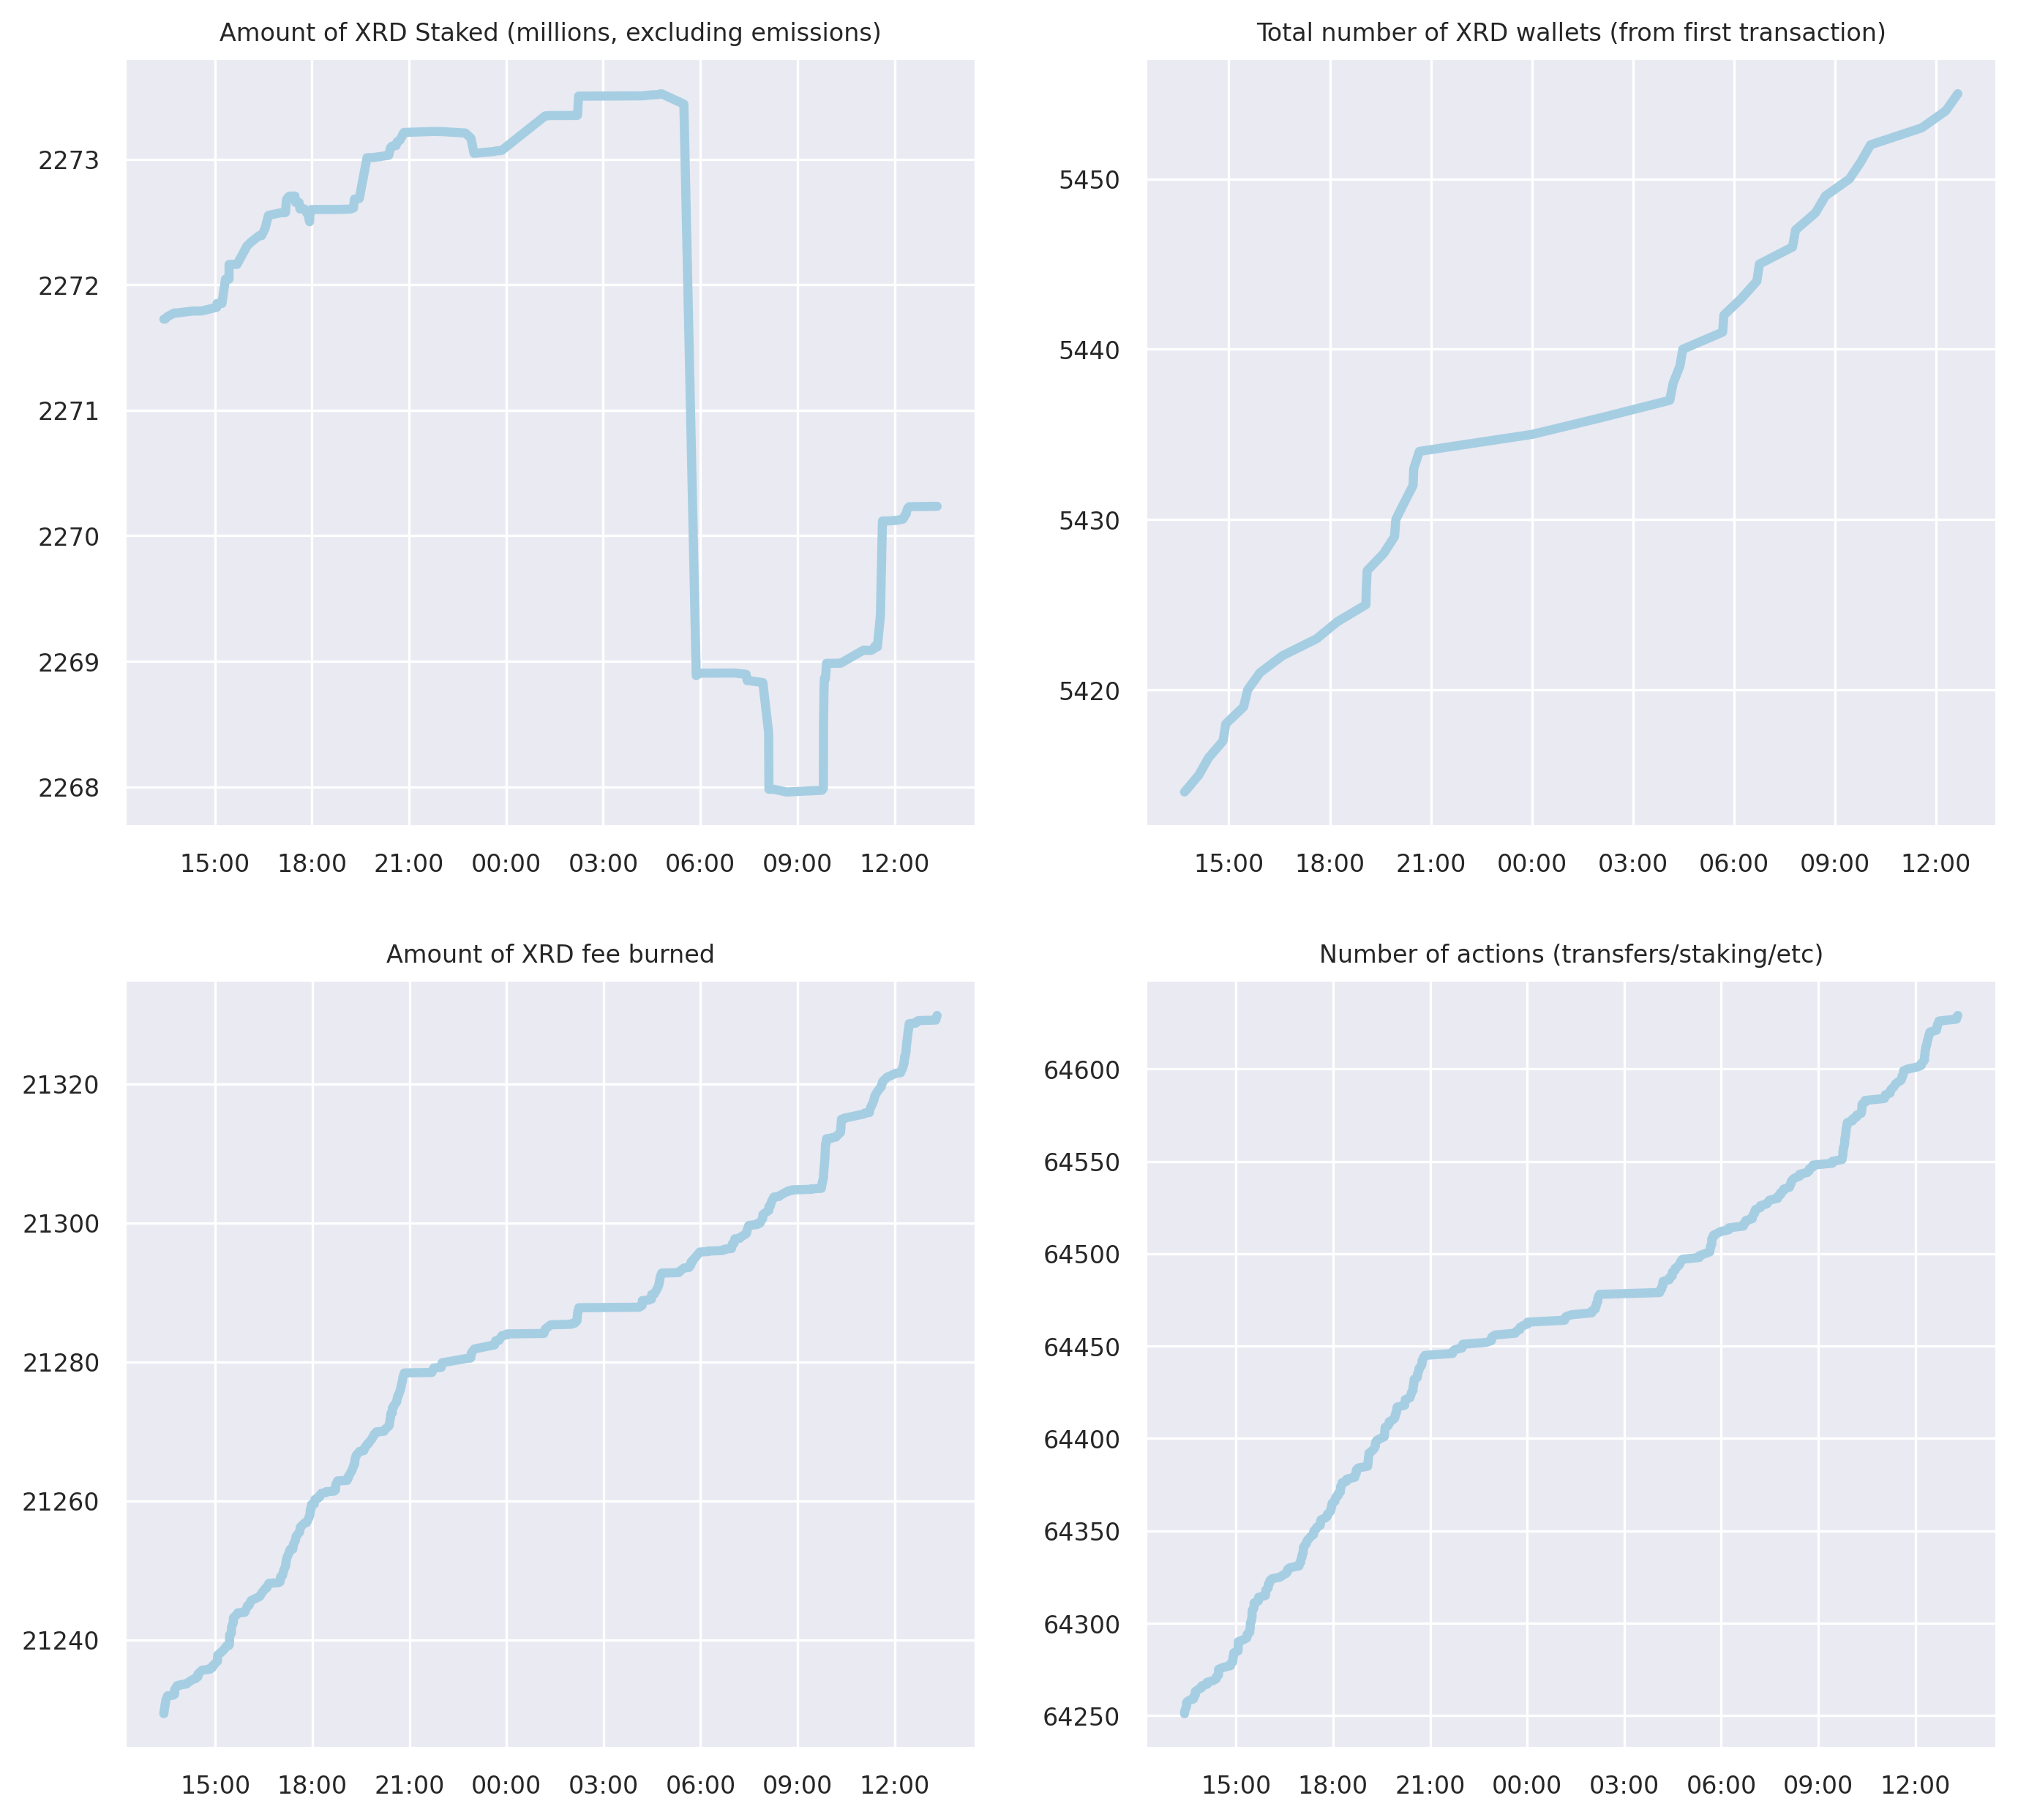 Amount of XRD Staked (millions, excluding emissions)
2273
2272
2271
2270
2269
2268
15:00 18:00 21:00 00:00 03:00 06:00 09:00 12:00
Total number of XRD wallets (from first transaction)
5450
5440
5430
5420
15:00 18:00 21:00 00:00 03:00 06:00 09:00 12:00
Amount of XRD fee burned
21320
21300
21280
21260
21240
15:00 18:00 21:00 00:00 03:00 06:00 09:00 12:00
Number of actions (transfers/staking/etc)
64600
64550
64500
64450
64400
64350
64300
64250
15:00 18:00 21:00 00:00 03:00 06:00 09:00 12:00